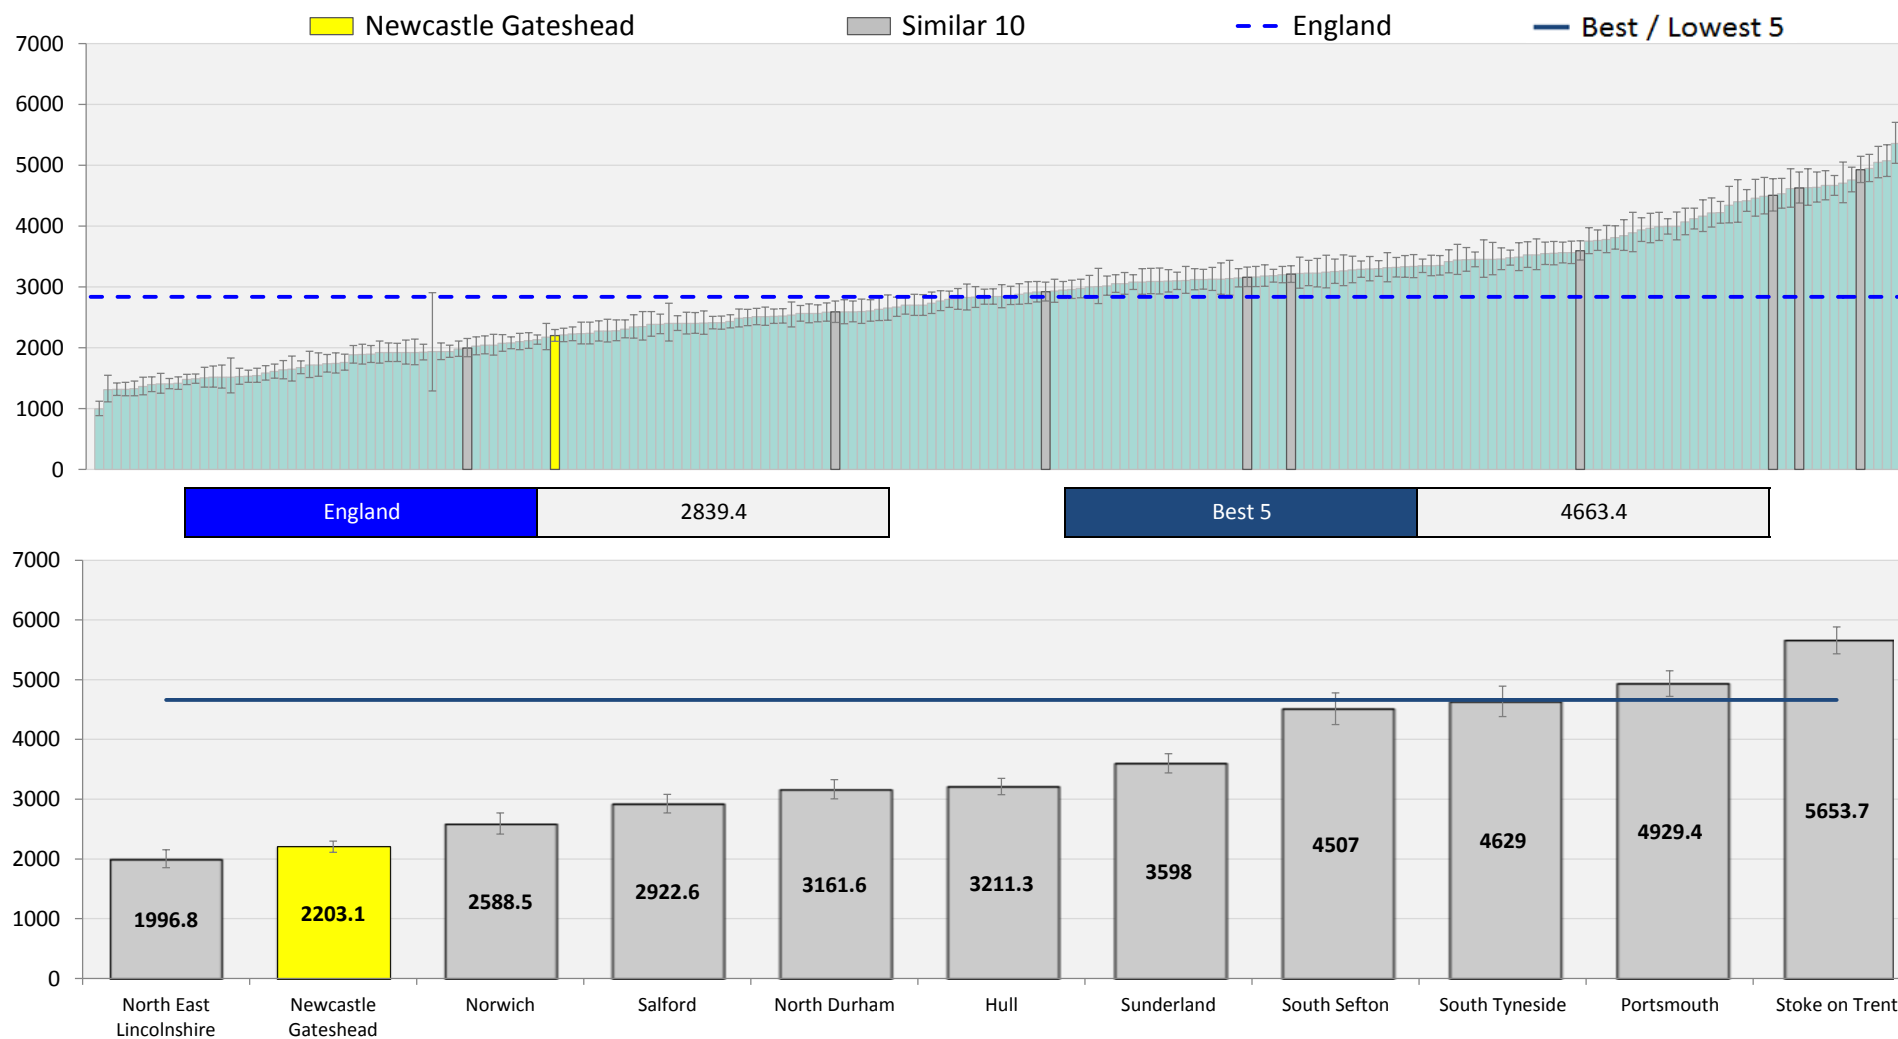 Newcastle Gateshead
Similar 10
England
Best / Lowest 5
7000
6000
5000
4000
3000
2000
1000
0
England 2839.4
Best 5 4663.4
7000
6000
5000
4000
3000
2000
1000
0
1996.8
2203.1
2588.5
2922.6
3161.6
3211.3
3598
4507
4629
4929.4
5653.7
North East
Lincolnshire
Newcastle
Gateshead
Norwich
Salford
North Durham
Hull
Sunderland
South Sefton
South Tyneside
Portsmouth
Stoke on Trent